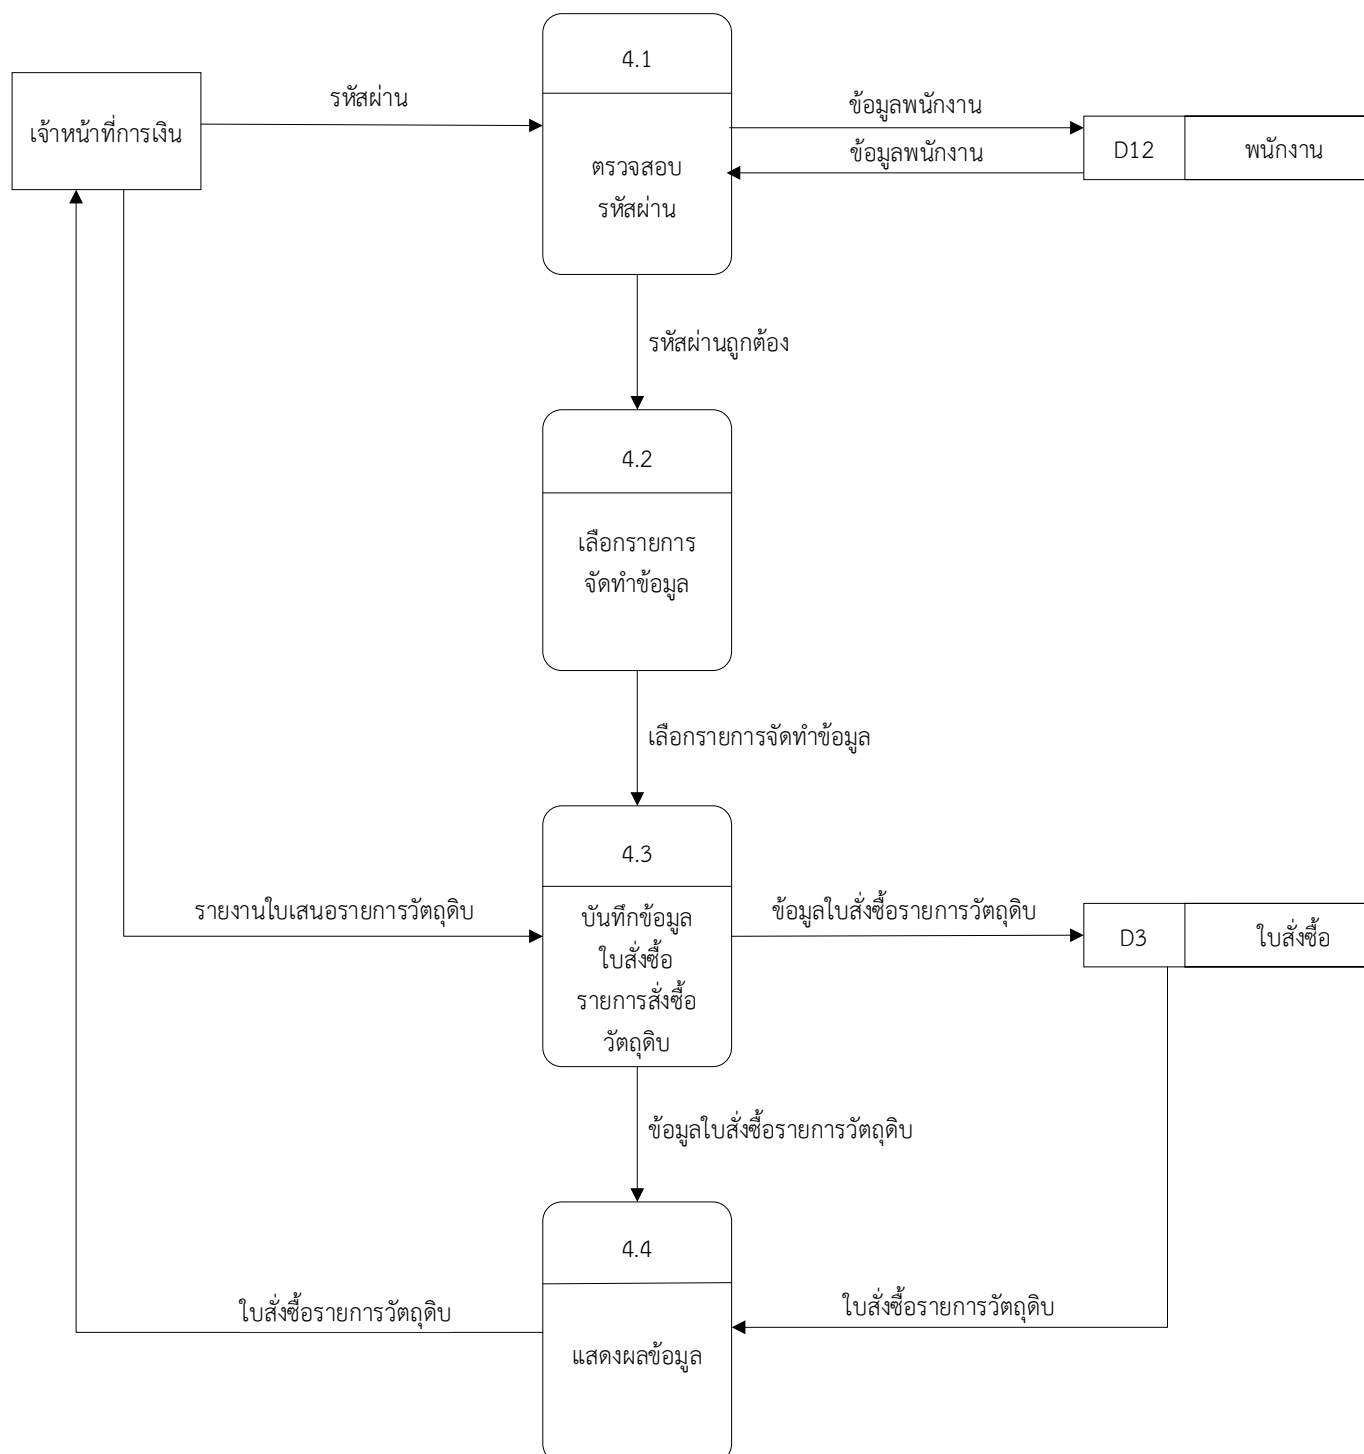 4.1
รหัสผ่าน
เจ้าหน้าที่การเงิน
ข้อมูลพนักงาน
ข้อมูลพนักงาน
D12
พนักงาน
ตรวจสอบ
รหัสผ่าน
รหัสผ่านถูกต้อง
4.2
เลือกรายการ
จัดทำข้อมูล
เลือกรายการจัดทำข้อมูล
4.3
รายงานใบเสนอรายการวัตถุดิบ
บันทึกข้อมูล
ใบสั่งซื้อ
รายการสั่งซื้อ
วัตถุดิบ
ข้อมูลใบสั่งซื้อรายการวัตถุดิบ
D3
ใบสั่งซื้อ
ข้อมูลใบสั่งซื้อรายการวัตถุดิบ
4.4
ใบสั่งซื้อรายการวัตถุดิบ
ใบสั่งซื้อรายการวัตถุดิบ
แสดงผลข้อมูล